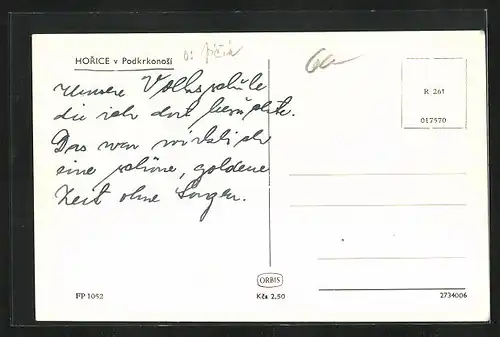 HOŘICE v Podkrkonoší
o: Jičín
Unsere Volksschule
die ich dort besuchte.
Das war wirklich
eine schöne, goldene
Zeit ohne Sorgen.
R 261
017570
ORBIS
FP 1052
Kčs 2.50
2734006